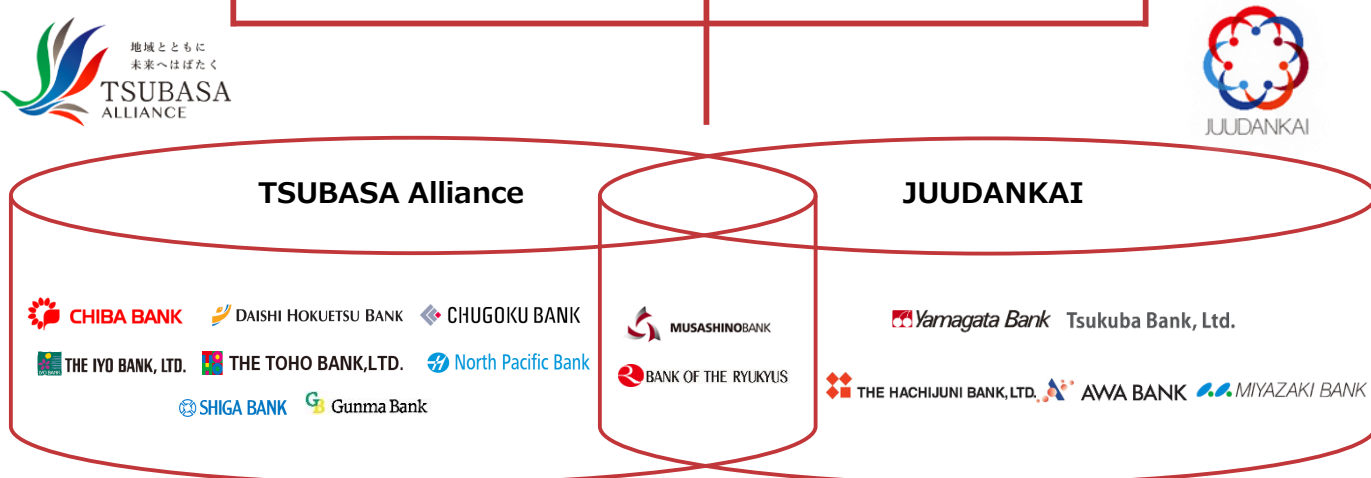 地域とともに
未来へはばたく
TSUBASA
ALLIANCE
JUUDANKAI
TSUBASA Alliance
JUUDANKAI
CHIBA BANK
DAISHI HOKUETSU BANK
CHUGOKU BANK
THE IYO BANK, LTD.
THE TOHO BANK,LTD.
North Pacific Bank
SHIGA BANK
GB Gunma Bank
MUSASHINOBANK
BANK OF THE RYUKYUS
Yamagata Bank
Tsukuba Bank, Ltd.
THE HACHIJUNI BANK,LTD.
AWA BANK
MIYAZAKI BANK